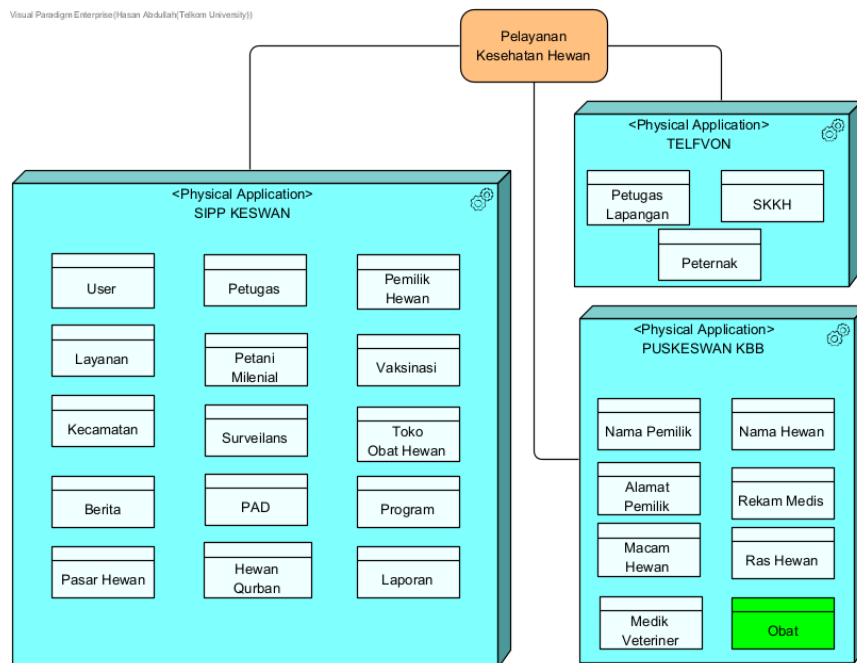 Visual Paradigm Enterprise(Hasan Abdullah(Telkom University))
Pelayanan
Kesehatan Hewan
<Physical Application>
SIPP KESWAN
User
Petugas
Pemilik
Hewan
Layanan
Petani
Milenial
Vaksinasi
Kecamatan
Surveilans
Toko
Obat Hewan
Berita
PAD
Program
Pasar Hewan
Hewan
Qurban
Laporan
<Physical Application>
TELFVON
Petugas
Lapangan
SKKH
Peternak
<Physical Application>
PUSKESWAN KBB
Nama Pemilik
Nama Hewan
Alamat
Pemilik
Rekam Medis
Macam
Hewan
Ras Hewan
Medik
Veteriner
Obat